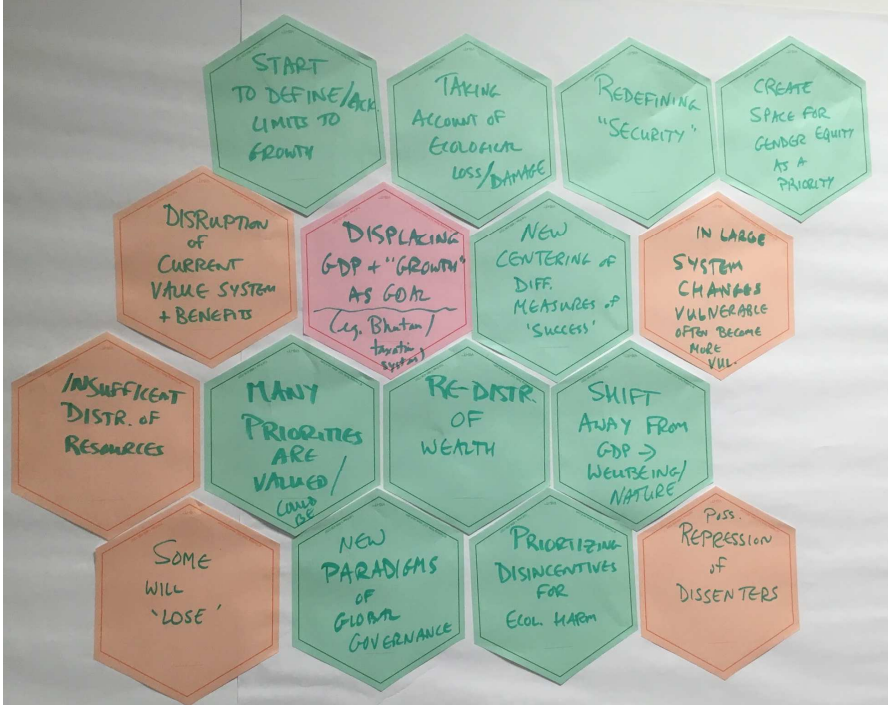 START
TO DEFINE/ACK
LIMITS TO
GROWTH
TAKING
ACCOUNT OF
ECOLOGICAL
LOSS/DAMAGE
REDEFINING
"SECURITY"
CREATE
SPACE FOR
GENDER EQUITY
AS A
PRIORITY
DISRUPTION
OF
CURRENT
VALUE SYSTEM
+ BENEFITS
DISPLACING
GDP + "GROWTH"
AS GOAL
(eg. Bhutan/
taxation
system)
NEW
CENTERING OF
DIFF.
MEASURES OF
'SUCCESS'
IN LARGE
SYSTEM
CHANGES
VULNERABLE
OFTEN BECOME
MORE
VUL.
INSUFFICENT
DISTR. OF
RESOURCES
MANY
PRIORITIES
ARE
VALUED/
COULD
BE
RE-DISTR.
OF
WEALTH
SHIFT
AWAY FROM
GDP →
WELLBEING/
NATURE
SOME
WILL
'LOSE'
NEW
PARADIGMS
OF
GLOBAL
GOVERNANCE
PRIORTIZING
DISINCENTIVES
FOR
ECOL. HARM
POSS.
REPRESSION
OF
DISSENTERS